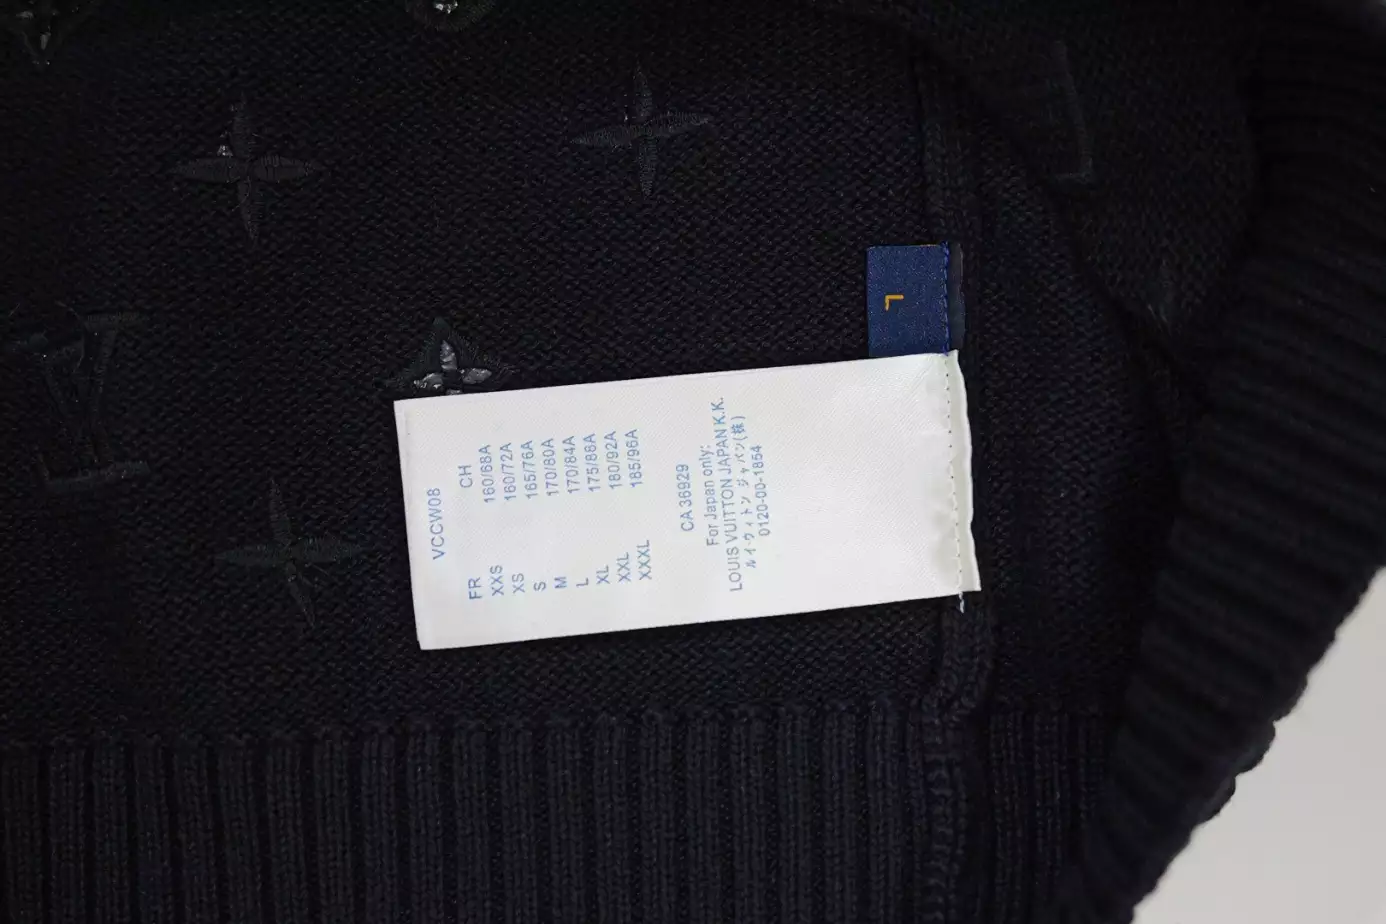 L
VCCW08
FR CH
XXS 160/68A
XS 160/72A
S 165/76A
M 170/80A
L 170/84A
XL 175/88A
XXL 180/92A
XXXL 185/96A
CA 36929
For Japan only:
LOUIS VUITTON JAPAN K.K.
ルイ・ヴィトン ジャパン(株)
0120-00-1854
LV